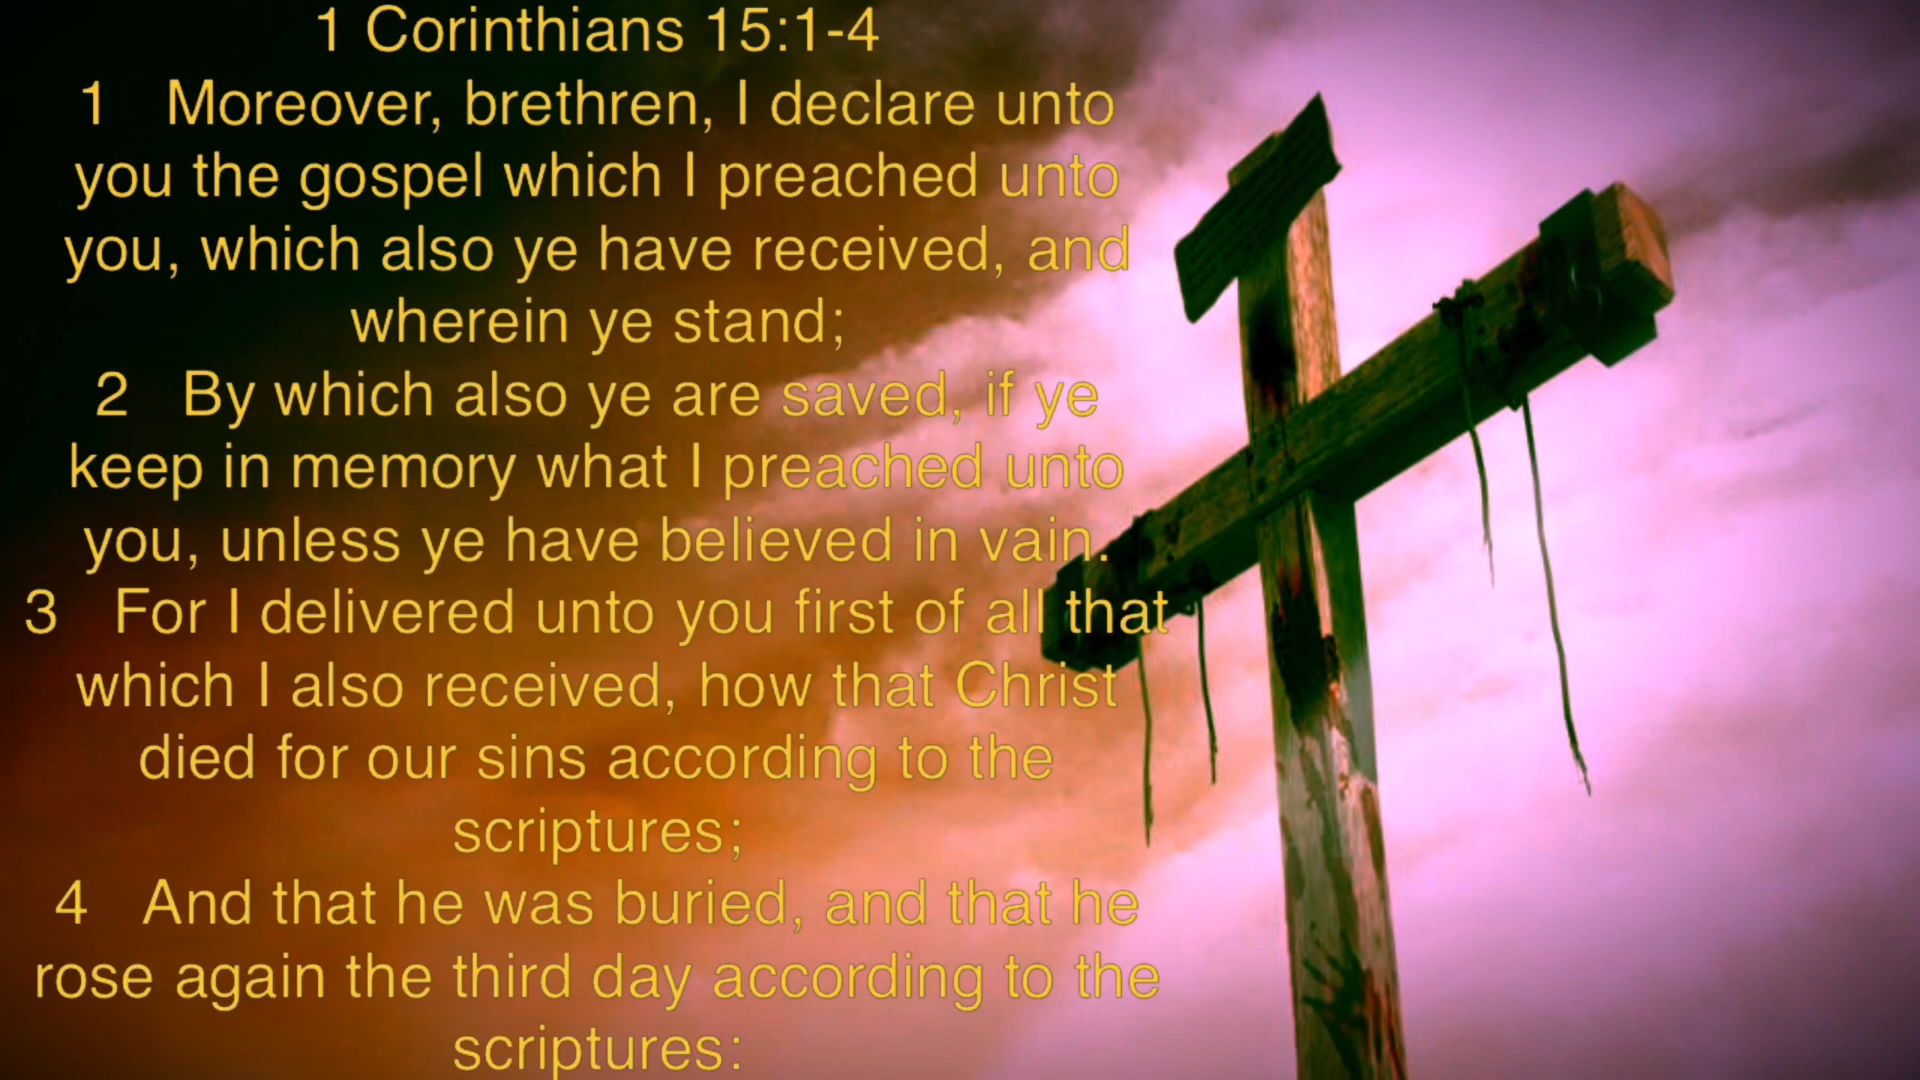 1 Corinthians 15:1-4
1 Moreover, brethren, I declare unto
you the gospel which I preached unto
you, which also ye have received, and
wherein ye stand;
2 By which also ye are saved, if ye
keep in memory what I preached unto
you, unless ye have believed in vain.
3 For I delivered unto you first of all that
which I also received, how that Christ
died for our sins according to the
scriptures;
4 And that he was buried, and that he
rose again the third day according to the
scriptures: